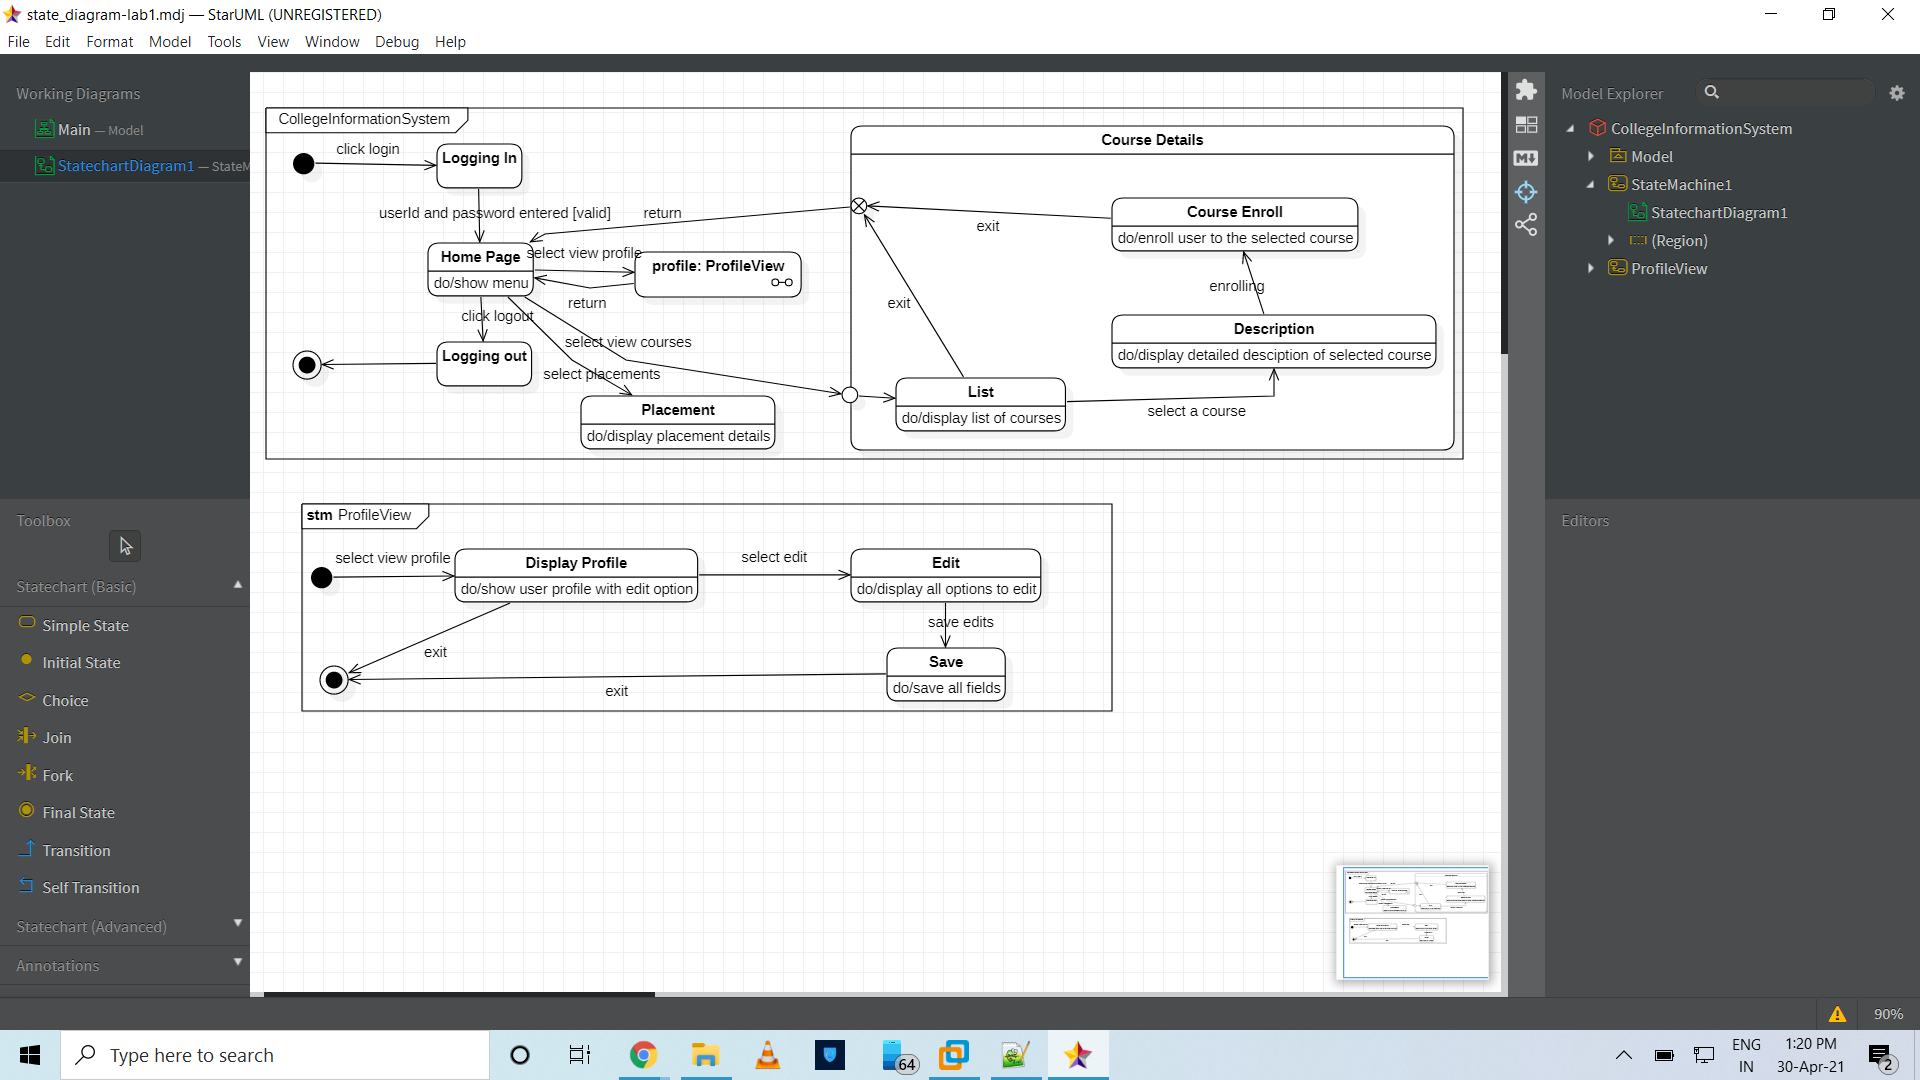 state_diagram-lab1.mdj — StarUML (UNREGISTERED)
File Edit Format Model Tools View Window Debug Help
Working Diagrams
Main — Model
StatechartDiagram1 — StateM
Toolbox
Statechart (Basic)
Simple State
Initial State
Choice
Join
Fork
Final State
Transition
Self Transition
Statechart (Advanced)
Annotations
CollegeInformationSystem
click login
Logging In
userId and password entered [valid]
return
Home Page
do/show menu
select view profile
profile: ProfileView
return
click logout
Logging out
select view courses
select placements
Placement
do/display placement details
Course Details
exit
Course Enroll
do/enroll user to the selected course
enrolling
exit
Description
do/display detailed desciption of selected course
List
do/display list of courses
select a course
stm ProfileView
select view profile
Display Profile
do/show user profile with edit option
select edit
Edit
do/display all options to edit
save edits
exit
Save
do/save all fields
exit
M
Model Explorer
CollegeInformationSystem
Model
StateMachine1
StatechartDiagram1
(Region)
ProfileView
Editors
90%
Type here to search
64
ENG
IN
1:20 PM
30-Apr-21
2